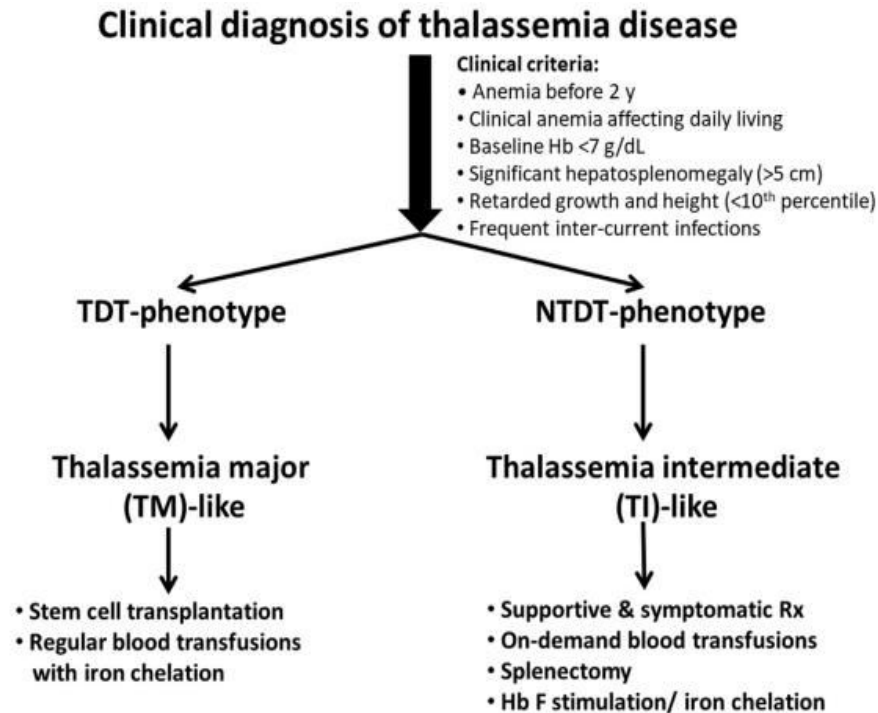 Clinical diagnosis of thalassemia disease
Clinical criteria:
• Anemia before 2 y
• Clinical anemia affecting daily living
• Baseline Hb <7 g/dL
• Significant hepatosplenomegaly (>5 cm)
• Retarded growth and height (<10th percentile)
• Frequent inter-current infections
TDT-phenotype
NTDT-phenotype
Thalassemia major
(TM)-like
Thalassemia intermediate
(TI)-like
• Stem cell transplantation
• Regular blood transfusions
with iron chelation
• Supportive & symptomatic Rx
• On-demand blood transfusions
• Splenectomy
• Hb F stimulation/ iron chelation